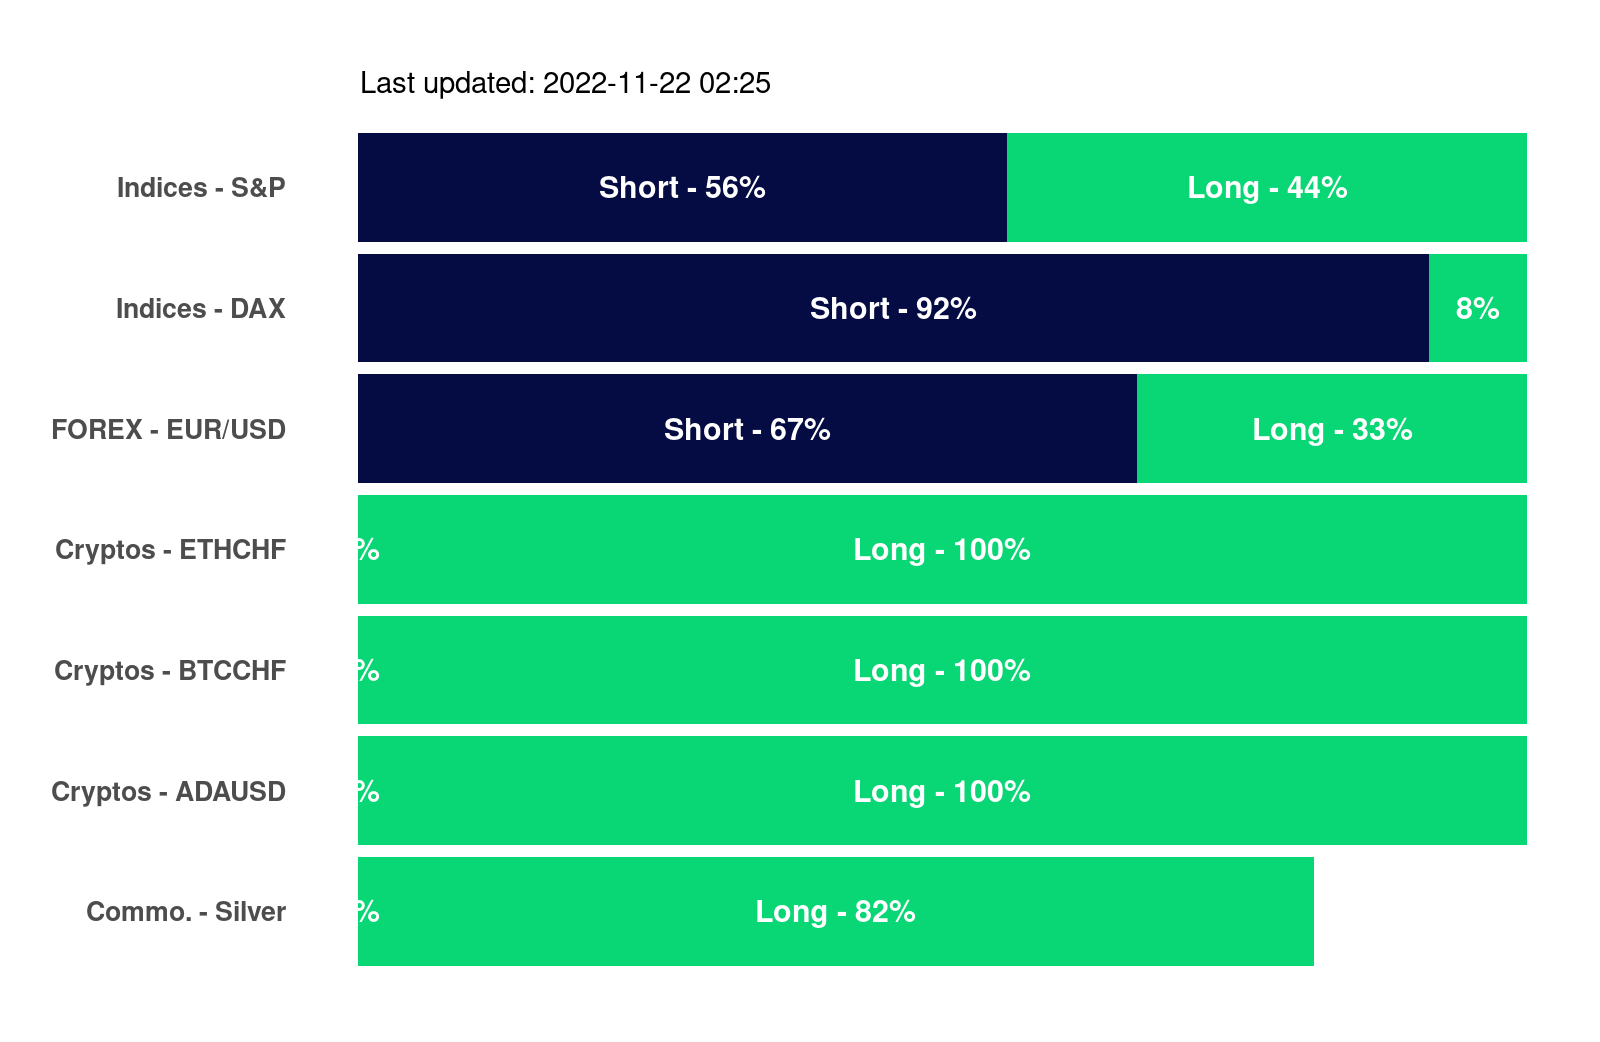 Last updated: 2022-11-22 02:25
Indices - S&P Short - 56% Long - 44%
Indices - DAX Short - 92% 8%
FOREX - EUR/USD Short - 67% Long - 33%
Cryptos - ETHCHF % Long - 100%
Cryptos - BTCCHF % Long - 100%
Cryptos - ADAUSD % Long - 100%
Commo. - Silver % Long - 82%